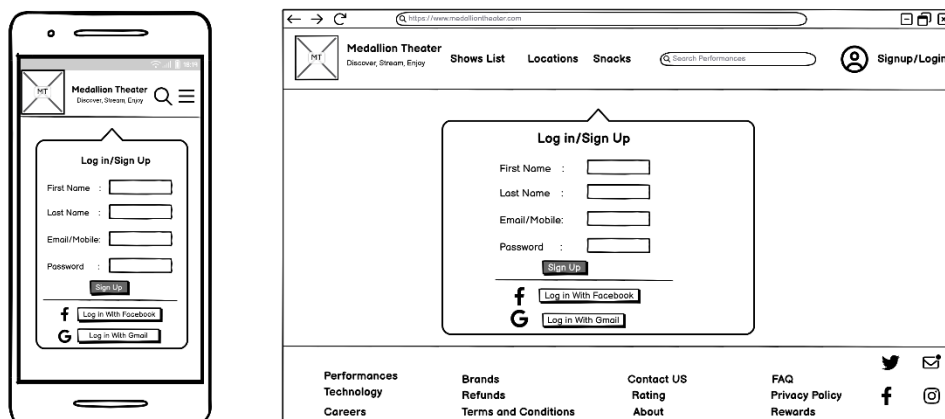 MT
Medallion Theater
Discover, Stream, Enjoy
Log in/Sign Up
First Name :
Last Name :
Email/Mobile:
Password :
Sign Up
Log In With Facebook
G Log in With Gmail
https://www.medalliontheater.com
MT
Medallion Theater
Discover, Stream, Enjoy
Shows List Locations Snacks Search Performances Signup/Login
Log in/Sign Up
First Name :
Last Name :
Email/Mobile:
Password :
Sign Up
Log in With Facebook
G Log in With Gmail
Performances Brands Contact US FAQ
Technology Refunds Rating Privacy Policy
Careers Terms and Conditions About Rewards